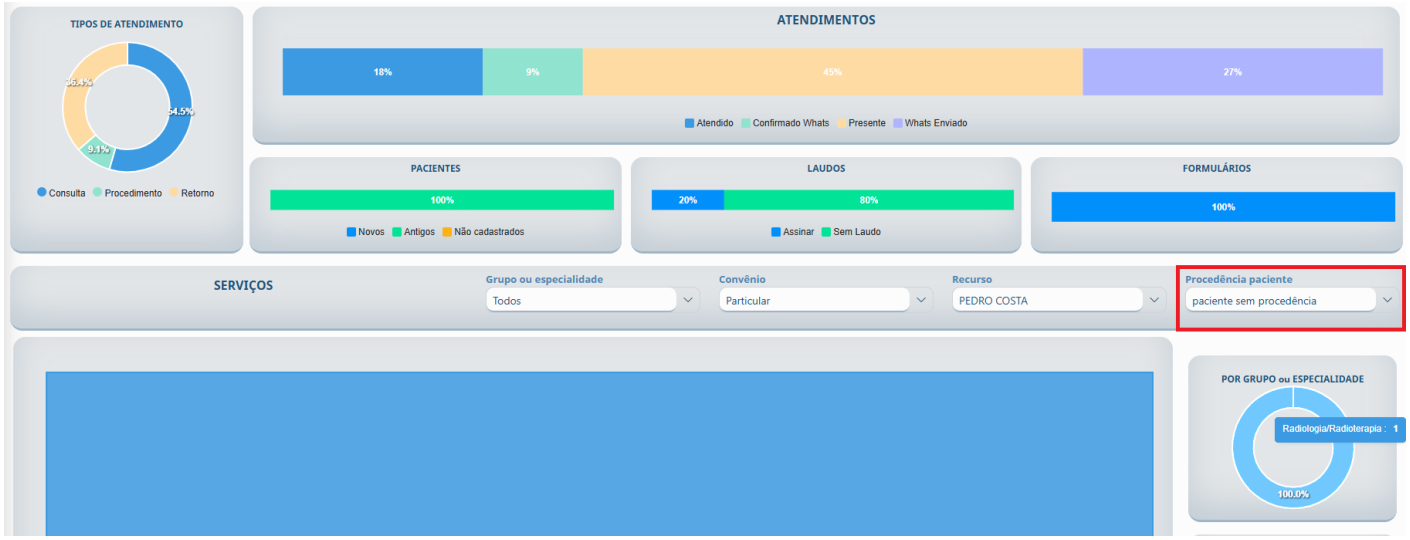 TIPOS DE ATENDIMENTO
36.4%
54.5%
9.1%
Consulta Procedimento Retorno
ATENDIMENTOS
18% 9% 45% 27%
Atendido Confirmado Whats Presente Whats Enviado
PACIENTES
100%
Novos Antigos Não cadastrados
LAUDOS
20% 80%
Assinar Sem Laudo
FORMULÁRIOS
100%
SERVIÇOS
Grupo ou especialidade
Todos
Convênio
Particular
Recurso
PEDRO COSTA
Procedência paciente
paciente sem procedência
POR GRUPO ou ESPECIALIDADE
Radiologia/Radioterapia : 1
100.0%